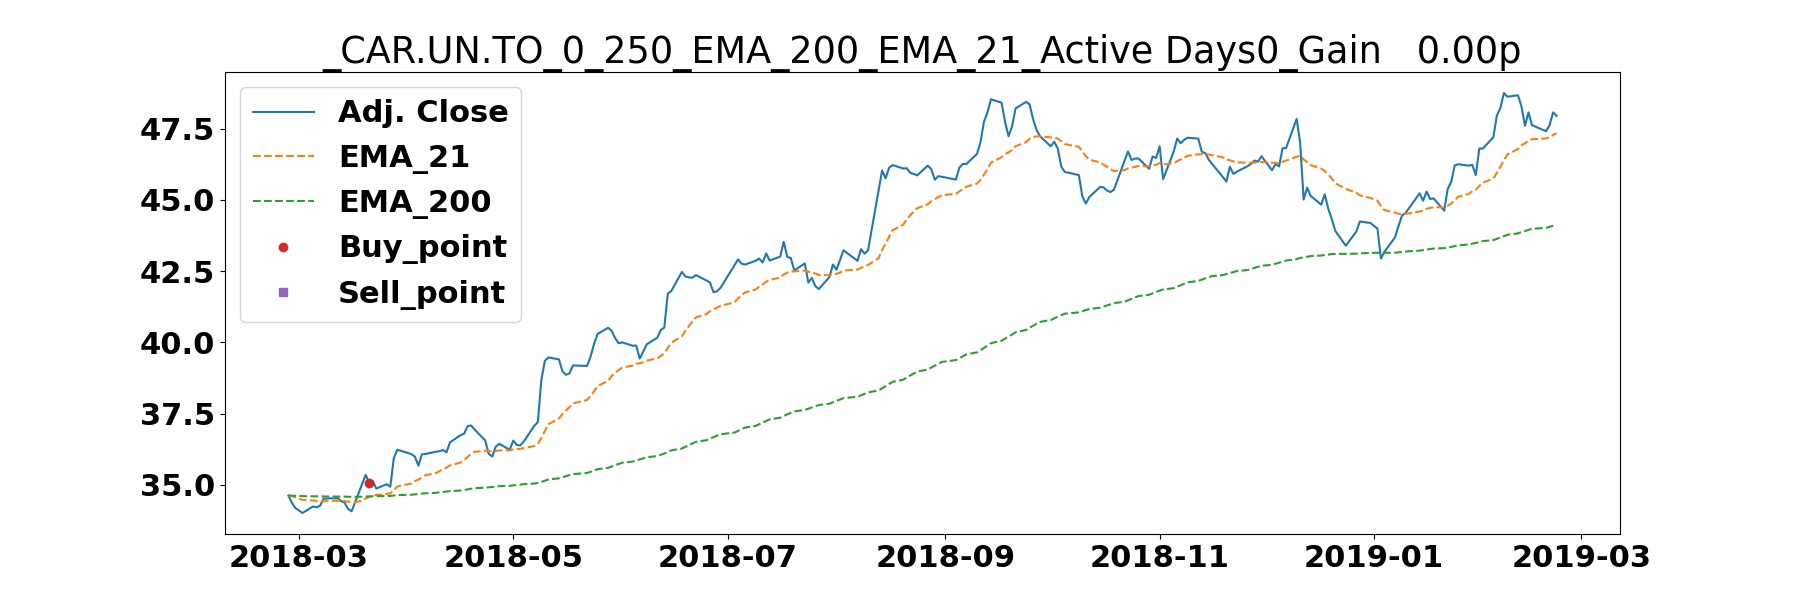 _CAR.UN.TO_0_250_EMA_200_EMA_21_Active Days0_Gain   0.00p
Adj. Close
EMA_21
EMA_200
Buy_point
Sell_point
47.5
45.0
42.5
40.0
37.5
35.0
2018-03 2018-05 2018-07 2018-09 2018-11 2019-01 2019-03